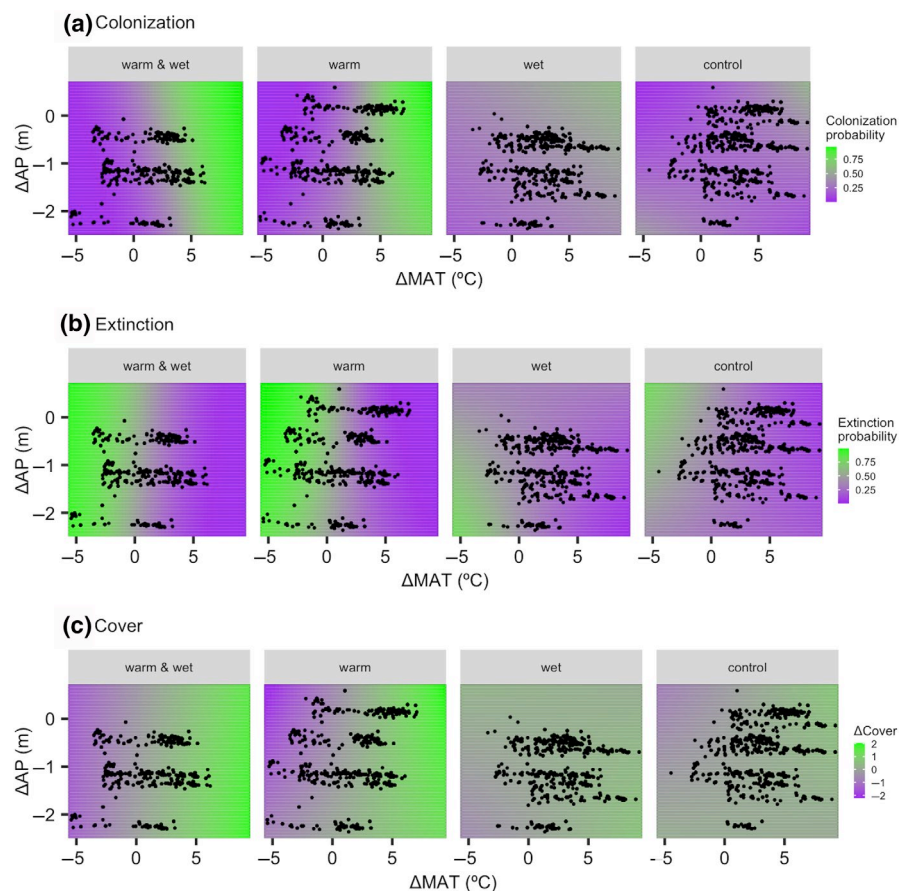 (a) Colonization
warm & wet warm wet control
ΔAP (m)
0
−1
−2
−5 0 5 −5 0 5 −5 0 5 −5 0 5
ΔMAT (ºC)
Colonization
probability
0.75
0.50
0.25
(b) Extinction
warm & wet warm wet control
ΔAP (m)
0
−1
−2
−5 0 5 −5 0 5 −5 0 5 −5 0 5
ΔMAT (ºC)
Extinction
probability
0.75
0.50
0.25
(c) Cover
warm & wet warm wet control
ΔAP (m)
0
−1
−2
−5 0 5 −5 0 5 −5 0 5 0 5
ΔMAT (ºC)
ΔCover
2
1
0
−1
−2